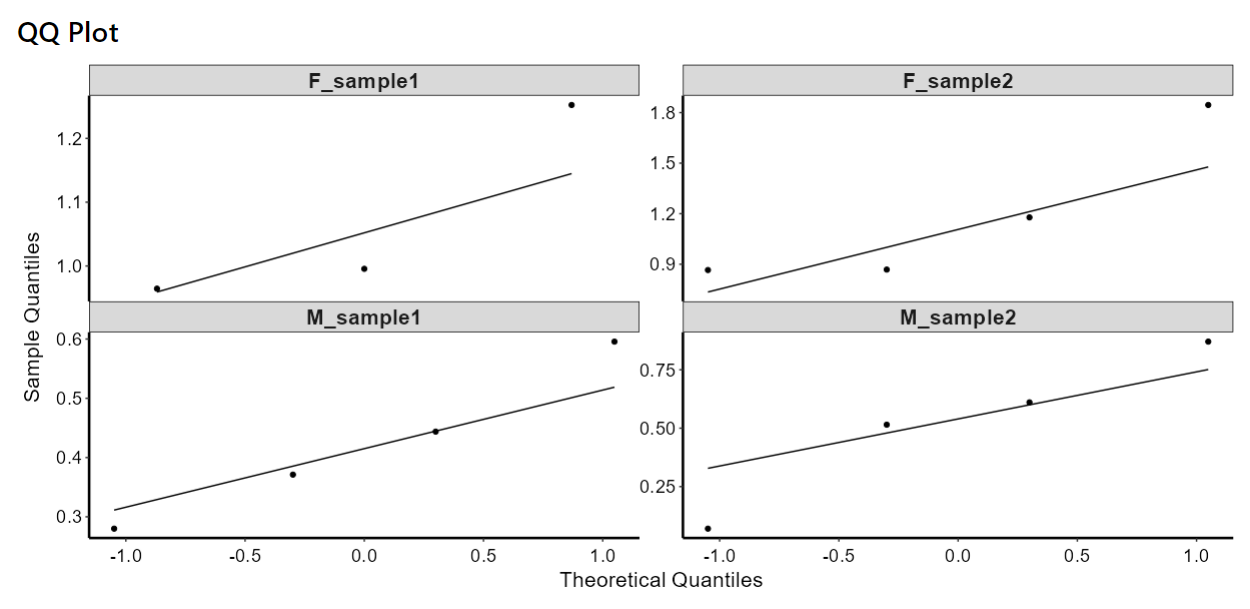 QQ Plot
F_sample1
F_sample2
1.2
1.1
1.0
1.8
1.5
1.2
0.9
Sample Quantiles
M_sample1
M_sample2
0.6
0.5
0.4
0.3
0.75
0.50
0.25
-1.0 -0.5 0.0 0.5 1.0
-1.0 -0.5 0.0 0.5 1.0
Theoretical Quantiles